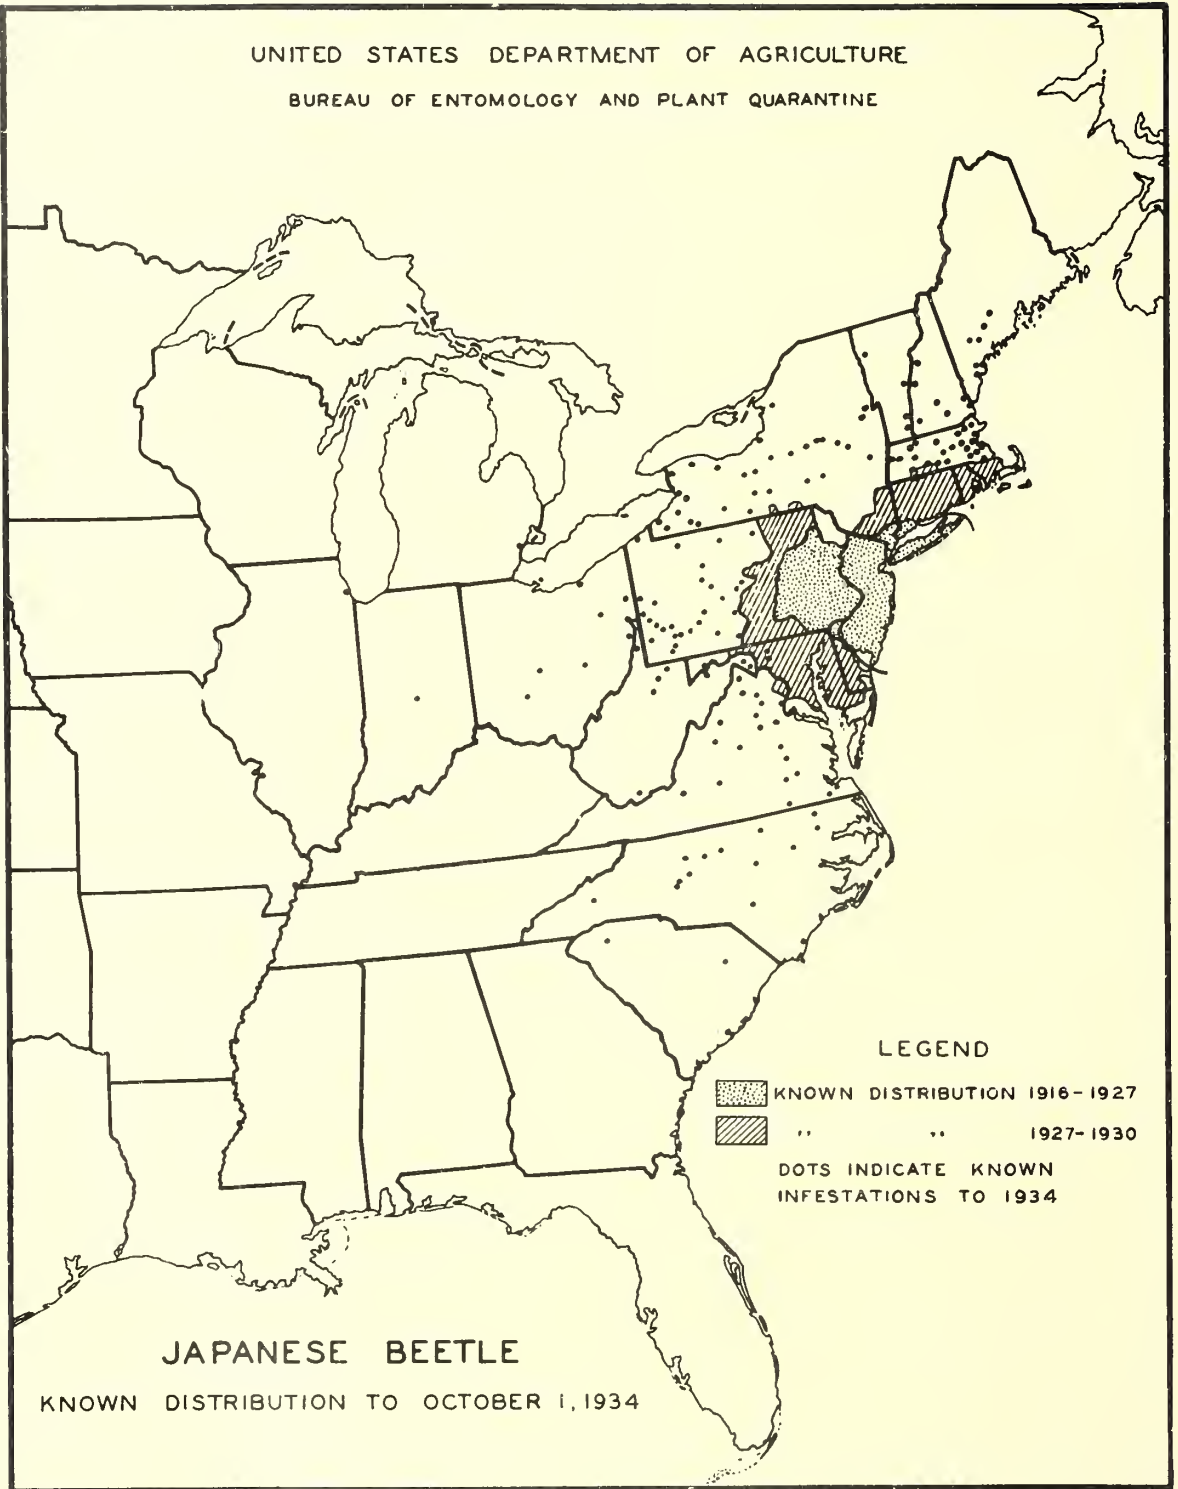 UNITED STATES DEPARTMENT OF AGRICULTURE
BUREAU OF ENTOMOLOGY AND PLANT QUARANTINE
LEGEND
KNOWN DISTRIBUTION 1916-1927
" " 1927-1930
DOTS INDICATE KNOWN
INFESTATIONS TO 1934
JAPANESE BEETLE
KNOWN DISTRIBUTION TO OCTOBER 1, 1934